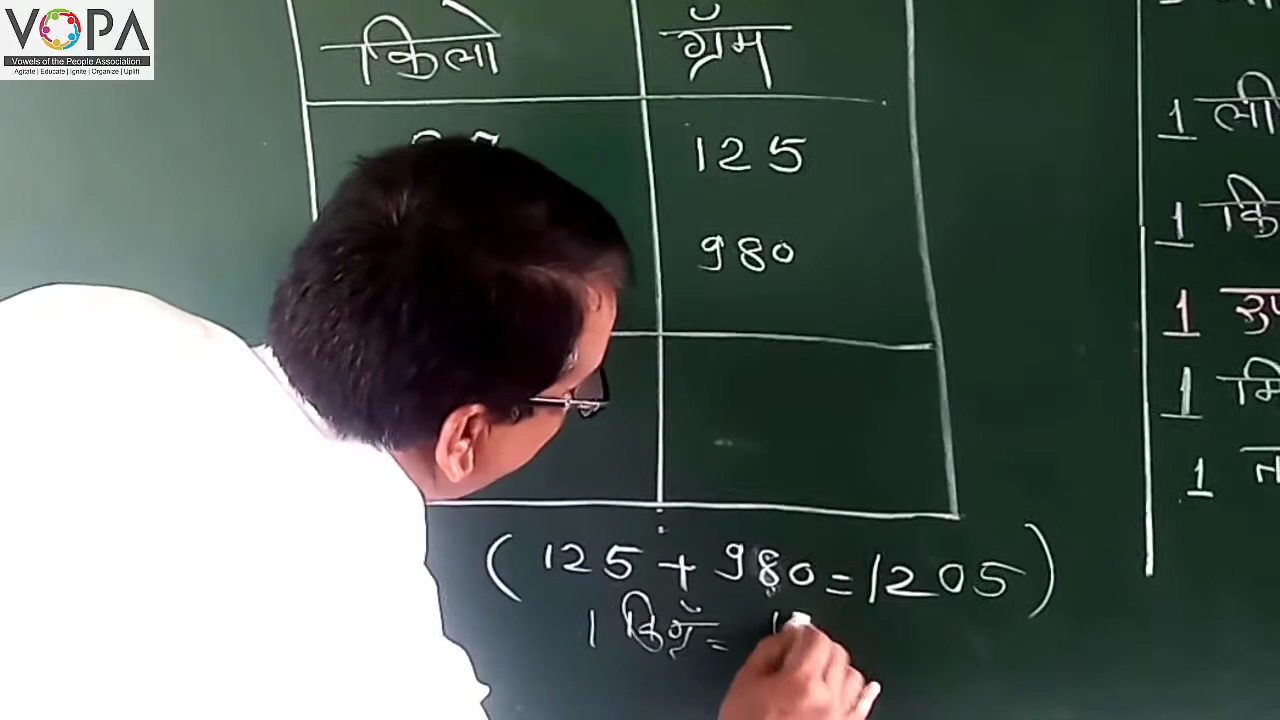 VOPA
Vowels of the People Association
Agitate | Educate | Ignite | Organize | Uplift
किलो ग्रॅम
125
980
(125 + 980 = 1205)
1 किग्रॅ =
1 ली
1 कि
1
1 मि
1